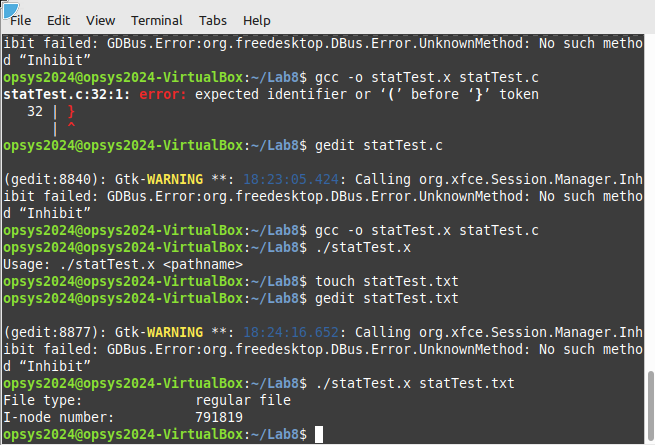 File Edit View Terminal Tabs Help
ibit failed: GDBus.Error:org.freedesktop.DBus.Error.UnknownMethod: No such metho
d “Inhibit”
opsys2024@opsys2024-VirtualBox:~/Lab8$ gcc -o statTest.x statTest.c
statTest.c:32:1: error: expected identifier or ‘(’ before ‘}’ token
32 | }
| ^
opsys2024@opsys2024-VirtualBox:~/Lab8$ gedit statTest.c
(gedit:8840): Gtk-WARNING **: 18:23:05.424: Calling org.xfce.Session.Manager.Inh
ibit failed: GDBus.Error:org.freedesktop.DBus.Error.UnknownMethod: No such metho
d “Inhibit”
opsys2024@opsys2024-VirtualBox:~/Lab8$ gcc -o statTest.x statTest.c
opsys2024@opsys2024-VirtualBox:~/Lab8$ ./statTest.x
Usage: ./statTest.x <pathname>
opsys2024@opsys2024-VirtualBox:~/Lab8$ touch statTest.txt
opsys2024@opsys2024-VirtualBox:~/Lab8$ gedit statTest.txt
(gedit:8877): Gtk-WARNING **: 18:24:16.652: Calling org.xfce.Session.Manager.Inh
ibit failed: GDBus.Error:org.freedesktop.DBus.Error.UnknownMethod: No such metho
d “Inhibit”
opsys2024@opsys2024-VirtualBox:~/Lab8$ ./statTest.x statTest.txt
File type: regular file
I-node number: 791819
opsys2024@opsys2024-VirtualBox:~/Lab8$